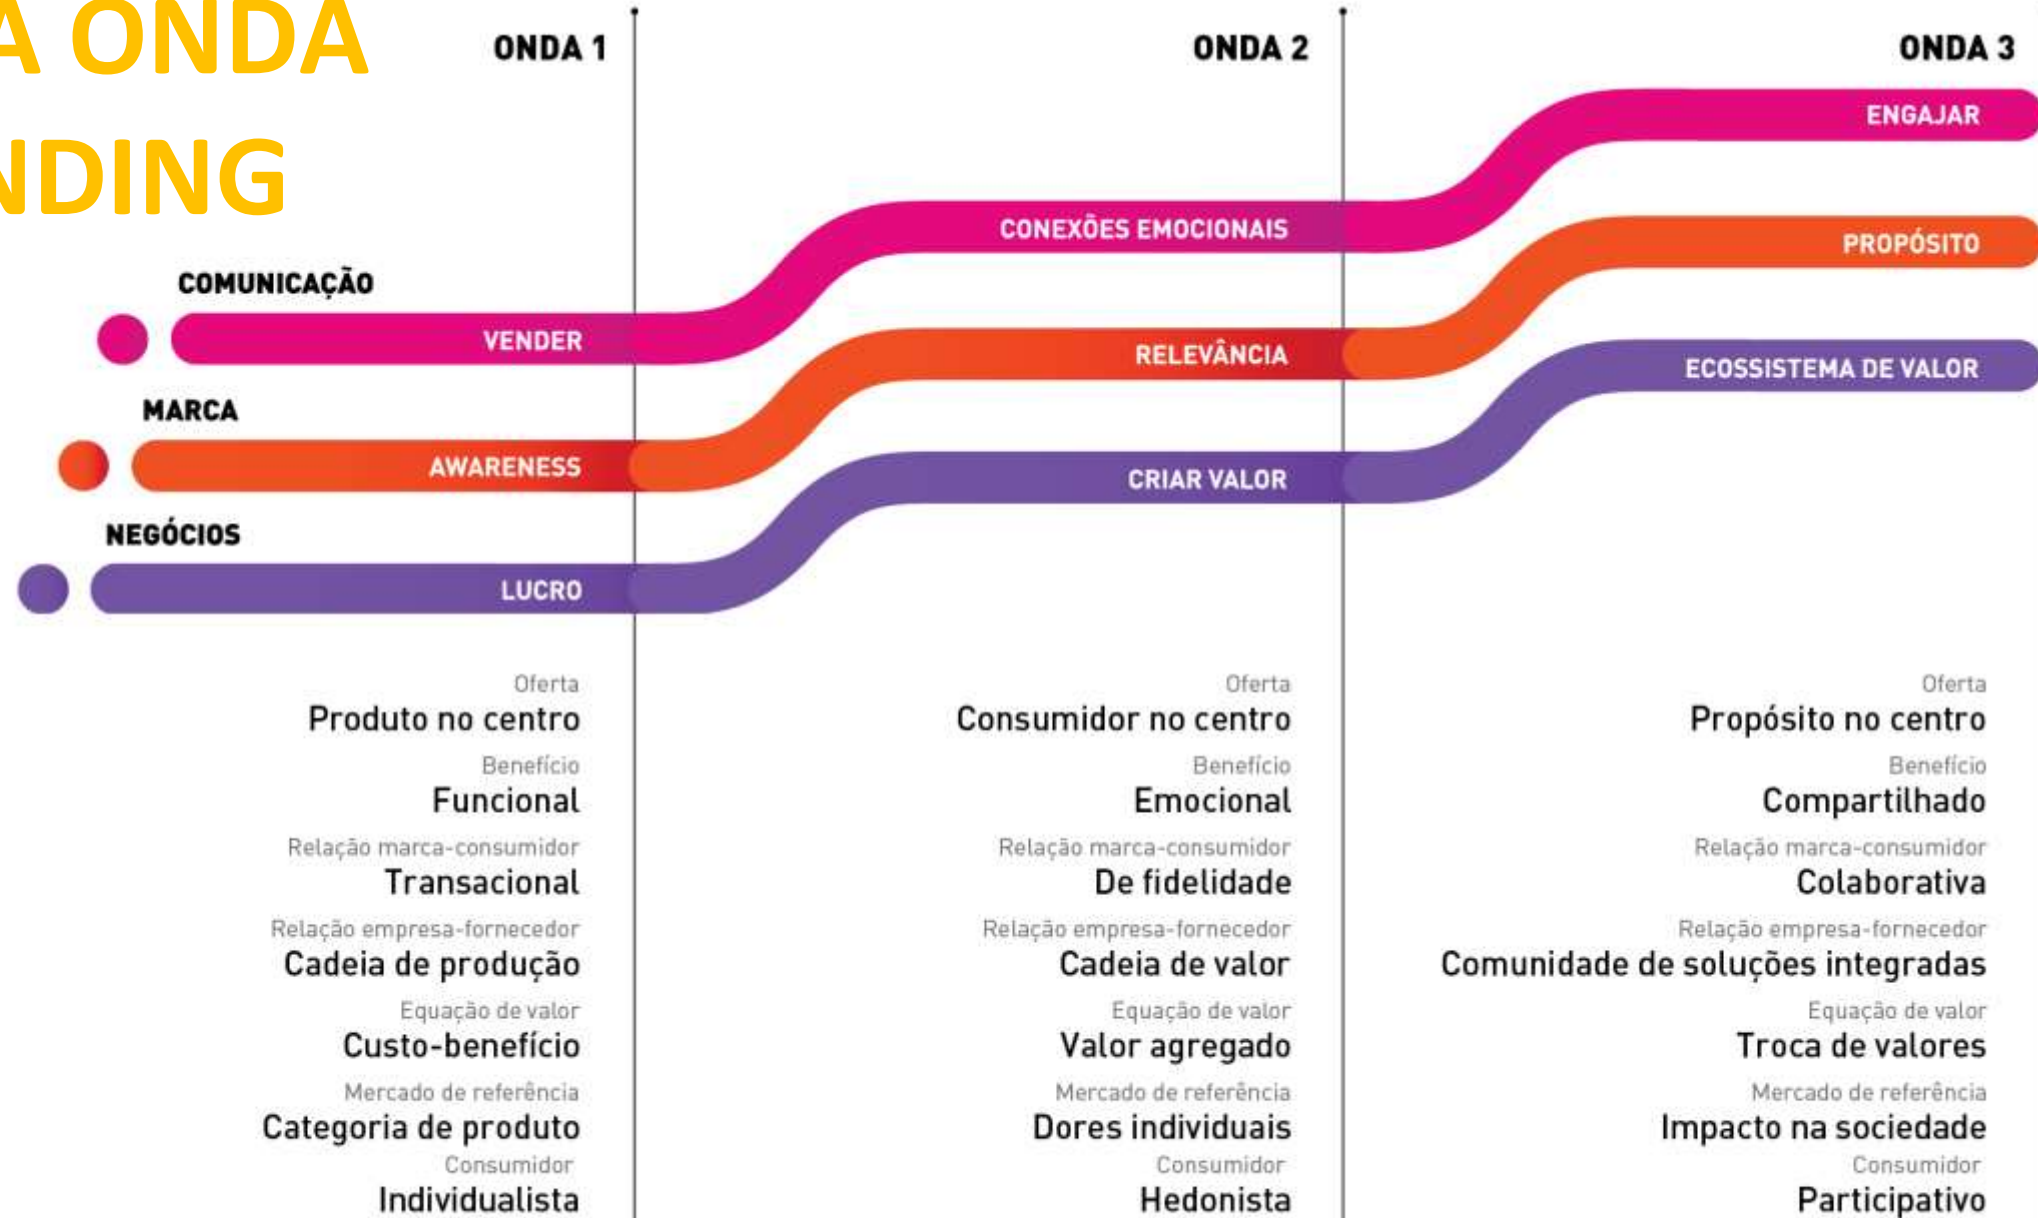 A ONDA
NDING
ONDA 1
ONDA 2
ONDA 3
ENGAJAR
CONEXÕES EMOCIONAIS
PROPÓSITO
COMUNICAÇÃO
VENDER
RELEVÂNCIA
ECOSSISTEMA DE VALOR
MARCA
AWARENESS
CRIAR VALOR
NEGÓCIOS
LUCRO
Oferta
Produto no centro
Benefício
Funcional
Relação marca-consumidor
Transacional
Relação empresa-fornecedor
Cadeia de produção
Equação de valor
Custo-benefício
Mercado de referência
Categoria de produto
Consumidor
Individualista
Oferta
Consumidor no centro
Benefício
Emocional
Relação marca-consumidor
De fidelidade
Relação empresa-fornecedor
Cadeia de valor
Equação de valor
Valor agregado
Mercado de referência
Dores individuais
Consumidor
Hedonista
Oferta
Propósito no centro
Benefício
Compartilhado
Relação marca-consumidor
Colaborativa
Relação empresa-fornecedor
Comunidade de soluções integradas
Equação de valor
Troca de valores
Mercado de referência
Impacto na sociedade
Consumidor
Participativo